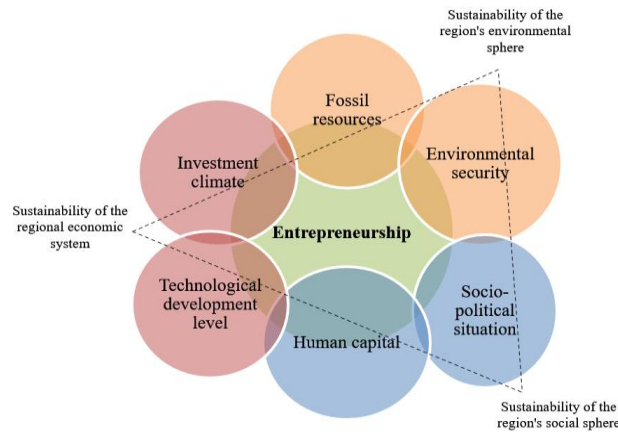 Sustainability of the
region's environmental
sphere
Fossil
resources
Investment
climate
Environmental
security
Sustainability of the
regional economic
system
Entrepreneurship
Technological
development
level
Socio-
political
situation
Human capital
Sustainability of the
region's social sphere